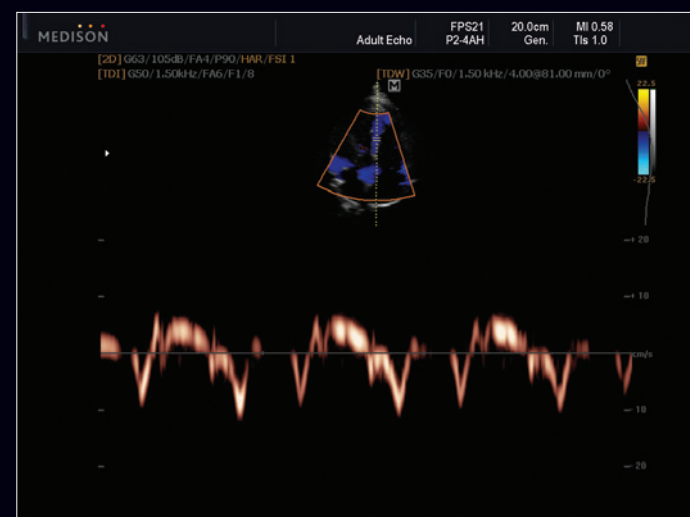 MEDISON
Adult Echo
FPS21
P2-4AH
20.0cm
Gen.
MI 0.58
TIs 1.0
[2D] G63/105dB/FA4/P90/HAR/FSI 1
[TDI] G50/1.50kHz/FA6/F1/8
[TDW] G35/F0/1.50 kHz/4.00@81.00 mm/0°
M
22.5
-22.5
+ 20
+ 10
cm/s
- 10
- 20